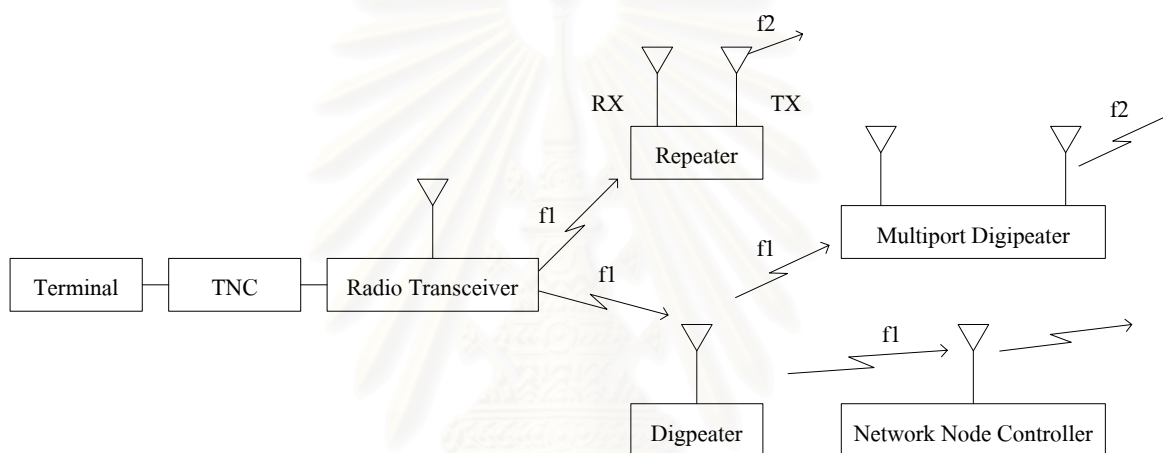 f2
RX
TX
Repeater
f2
f1
Multiport Digipeater
f1
Terminal
TNC
Radio Transceiver
f1
f1
Digpeater
Network Node Controller